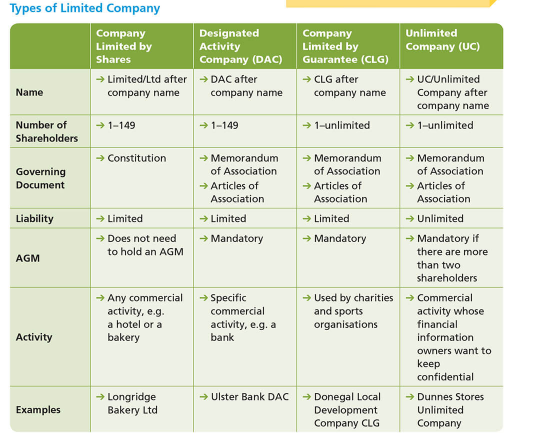 Types of Limited Company
Company Limited by Shares
Designated Activity Company (DAC)
Company Limited by Guarantee (CLG)
Unlimited Company (UC)
Name
→ Limited/Ltd after company name
→ DAC after company name
→ CLG after company name
→ UC/Unlimited Company after company name
Number of Shareholders
→ 1–149
→ 1–149
→ 1–unlimited
→ 1–unlimited
Governing Document
→ Constitution
→ Memorandum of Association
→ Articles of Association
→ Memorandum of Association
→ Articles of Association
→ Memorandum of Association
→ Articles of Association
Liability
→ Limited
→ Limited
→ Limited
→ Unlimited
AGM
→ Does not need to hold an AGM
→ Mandatory
→ Mandatory
→ Mandatory if there are more than two shareholders
Activity
→ Any commercial activity, e.g. a hotel or a bakery
→ Specific commercial activity, e.g. a bank
→ Used by charities and sports organisations
→ Commercial activity whose financial information owners want to keep confidential
Examples
→ Longridge Bakery Ltd
→ Ulster Bank DAC
→ Donegal Local Development Company CLG
→ Dunnes Stores Unlimited Company